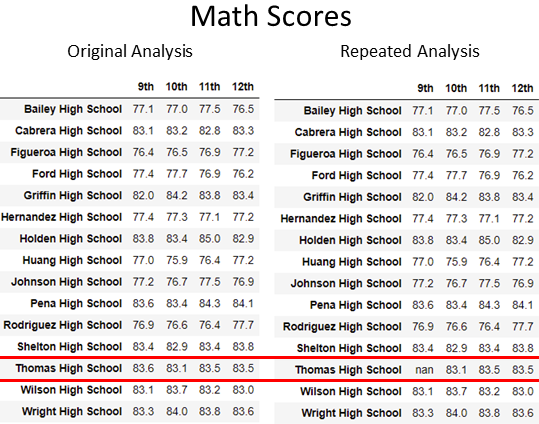 Math Scores
Original Analysis
9th 10th 11th 12th
Bailey High School 77.1 77.0 77.5 76.5
Cabrera High School 83.1 83.2 82.8 83.3
Figueroa High School 76.4 76.5 76.9 77.2
Ford High School 77.4 77.7 76.9 76.2
Griffin High School 82.0 84.2 83.8 83.4
Hernandez High School 77.4 77.3 77.1 77.2
Holden High School 83.8 83.4 85.0 82.9
Huang High School 77.0 75.9 76.4 77.2
Johnson High School 77.2 76.7 77.5 76.9
Pena High School 83.6 83.4 84.3 84.1
Rodriguez High School 76.9 76.6 76.4 77.7
Shelton High School 83.4 82.9 83.4 83.8
Thomas High School 83.6 83.1 83.5 83.5
Wilson High School 83.1 83.7 83.2 83.0
Wright High School 83.3 84.0 83.8 83.6
Repeated Analysis
9th 10th 11th 12th
Bailey High School 77.1 77.0 77.5 76.5
Cabrera High School 83.1 83.2 82.8 83.3
Figueroa High School 76.4 76.5 76.9 77.2
Ford High School 77.4 77.7 76.9 76.2
Griffin High School 82.0 84.2 83.8 83.4
Hernandez High School 77.4 77.3 77.1 77.2
Holden High School 83.8 83.4 85.0 82.9
Huang High School 77.0 75.9 76.4 77.2
Johnson High School 77.2 76.7 77.5 76.9
Pena High School 83.6 83.4 84.3 84.1
Rodriguez High School 76.9 76.6 76.4 77.7
Shelton High School 83.4 82.9 83.4 83.8
Thomas High School nan 83.1 83.5 83.5
Wilson High School 83.1 83.7 83.2 83.0
Wright High School 83.3 84.0 83.8 83.6